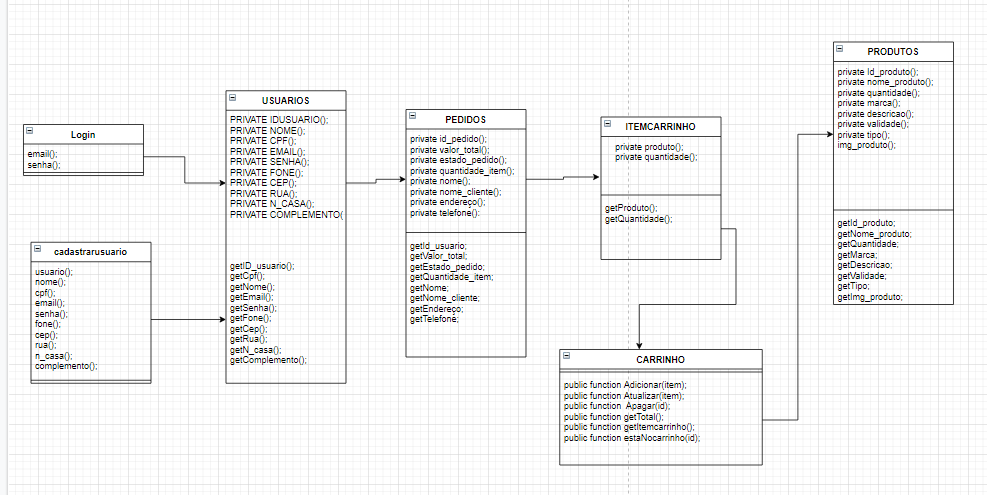 Login
email();
senha();
cadastrarusuario
usuario();
nome();
cpf();
email();
senha();
fone();
cep();
rua();
n_casa();
complemento();
USUARIOS
PRIVATE IDUSUARIO();
PRIVATE NOME();
PRIVATE CPF();
PRIVATE EMAIL();
PRIVATE SENHA();
PRIVATE FONE();
PRIVATE CEP();
PRIVATE RUA();
PRIVATE N_CASA();
PRIVATE COMPLEMENTO(
getID_usuario();
getCpf();
getNome();
getEmail();
getSenha();
getFone();
getCep();
getRua();
getN_casa();
getComplemento();
PEDIDOS
private id_pedido();
private valor_total();
private estado_pedido();
private quantidade_item();
private nome();
private nome_cliente();
private endereço();
private telefone():
getId_usuario;
getValor_total;
getEstado_pedido;
getQuantidade_item;
getNome;
getNome_cliente;
getEndereço;
getTelefone;
ITEMCARRINHO
private produto();
private quantidade();
getProduto();
getQuantidade();
CARRINHO
public function Adicionar(item);
public function Atualizar(item);
public function Apagar(id);
public function getTotal();
public function getItemcarrinho();
public function estaNocarrinho(id);
PRODUTOS
private Id_produto();
private nome_produto();
private quantidade();
private marca();
private descricao();
private validade();
private tipo();
img_produto();
getId_produto;
getNome_produto;
getQuantidade;
getMarca;
getDescricao;
getValidade;
getTipo;
getImg_produto;